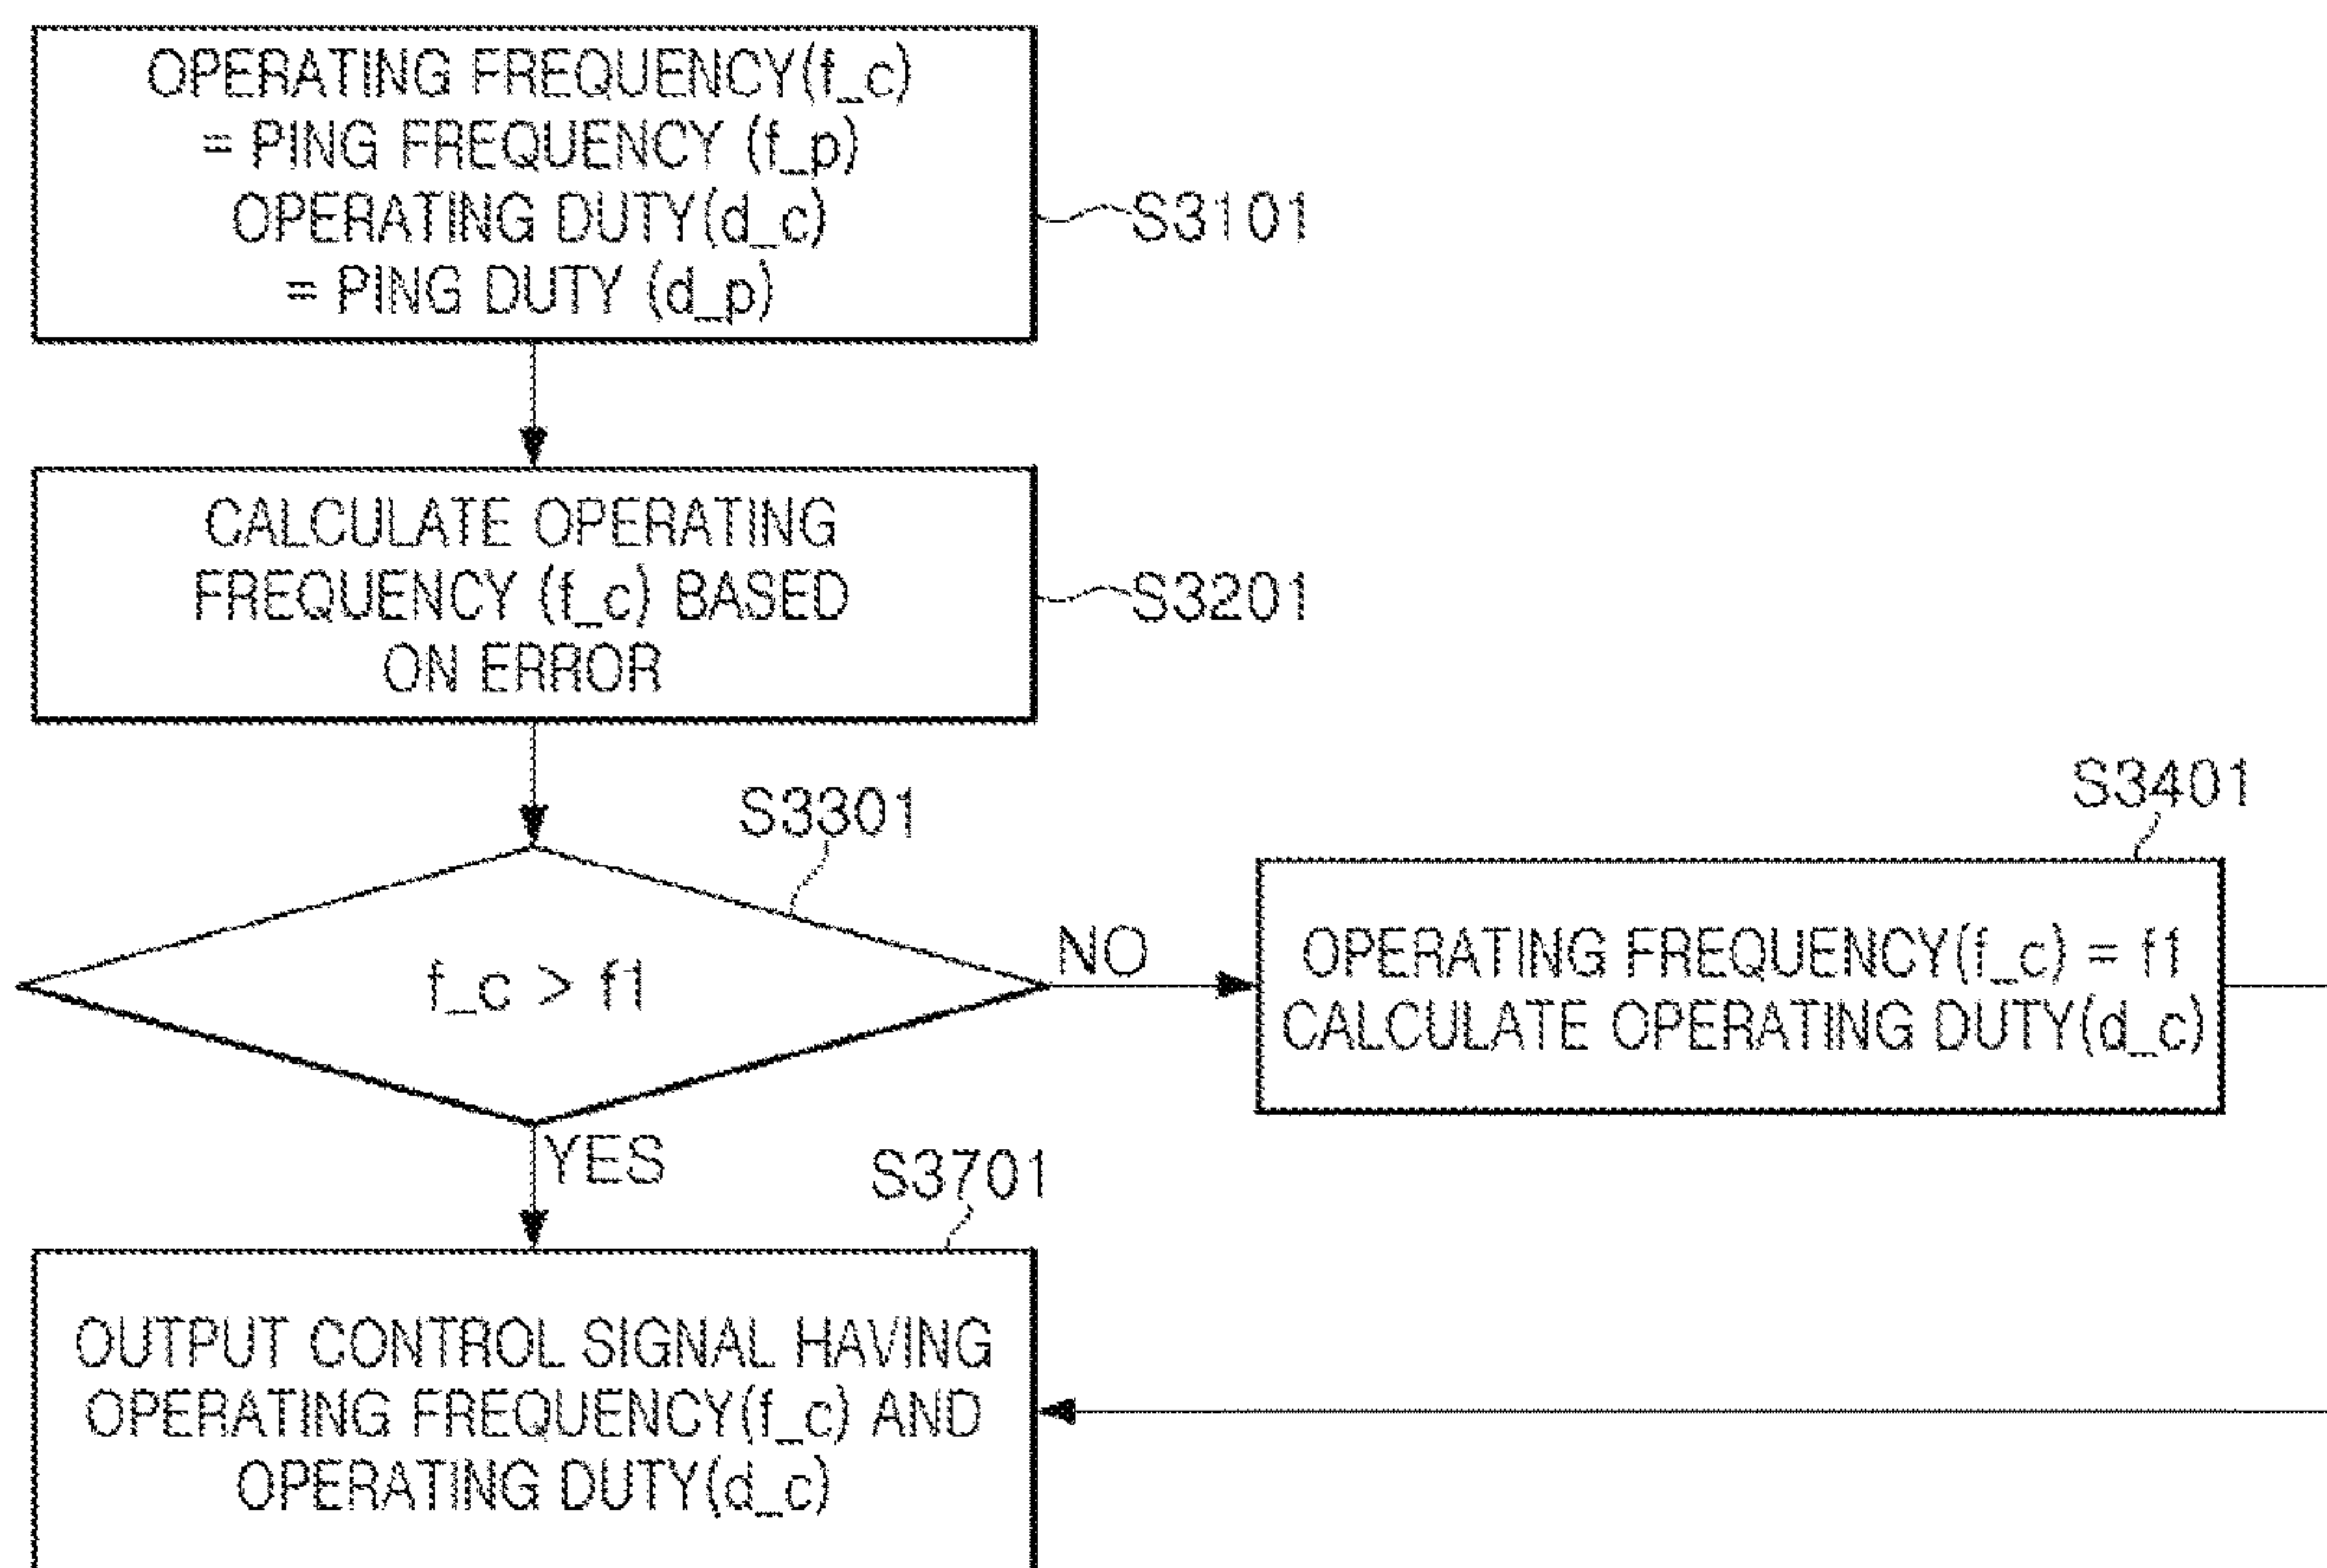 OPERATING FREQUENCY(f_c)
= PING FREQUENCY (f_p)
OPERATING DUTY(d_c)
= PING DUTY (d_p)
S3101
CALCULATE OPERATING
FREQUENCY (f_c) BASED
ON ERROR
S3201
S3301
f_c > f1
NO
YES
S3401
OPERATING FREQUENCY(f_c) = f1
CALCULATE OPERATING DUTY(d_c)
S3701
OUTPUT CONTROL SIGNAL HAVING
OPERATING FREQUENCY(f_c) AND
OPERATING DUTY(d_c)